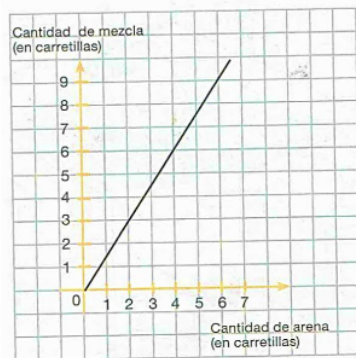 Cantidad de mezcla
(en carretillas)
9
8
7
6
5
4
3
2
1
0 1 2 3 4 5 6 7
Cantidad de arena
(en carretillas)